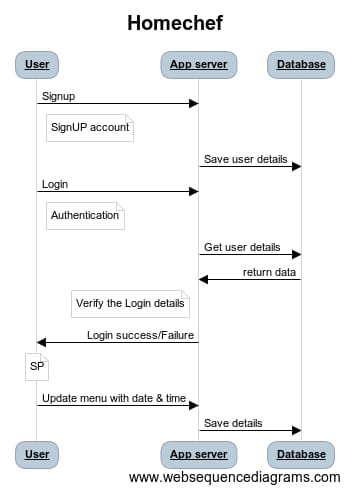 Homechef
User App server Database
Signup
SignUP account
Save user details
Login
Authentication
Get user details
return data
Verify the Login details
Login success/Failure
SP
Update menu with date & time
Save details
User App server Database
www.websequencediagrams.com